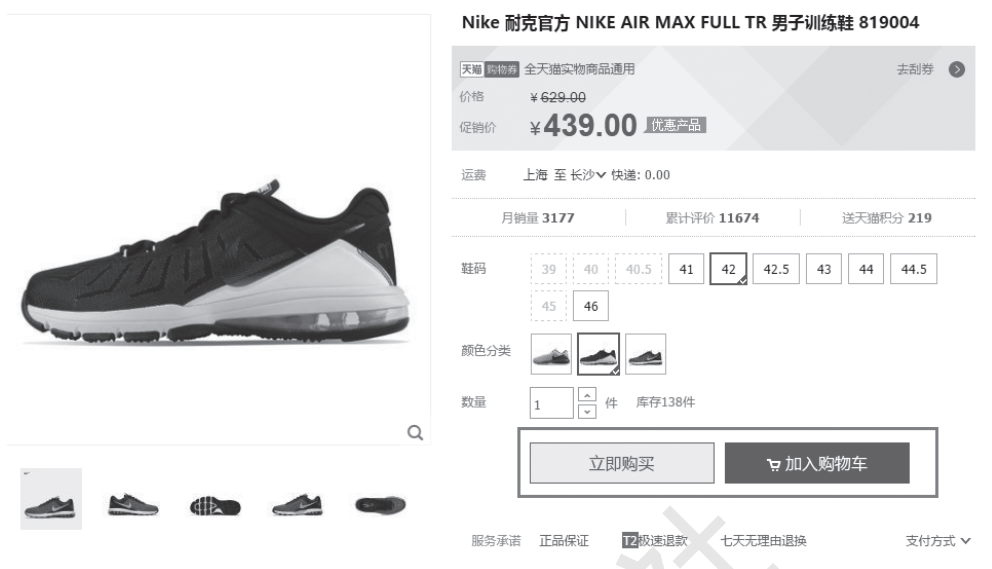 Nike 耐克官方 NIKE AIR MAX FULL TR 男子训练鞋 819004
天猫 购物券 全天猫实物商品通用 去刮券
价格 ¥629.00
促销价 ¥439.00 优惠产品
运费 上海 至 长沙 快递: 0.00
月销量 3177 累计评价 11674 送天猫积分 219
鞋码 39 40 40.5 41 42 42.5 43 44 44.5
45 46
颜色分类
数量 1 件 库存138件
立即购买 加入购物车
服务承诺 正品保证 T2极速退款 七天无理由退换 支付方式